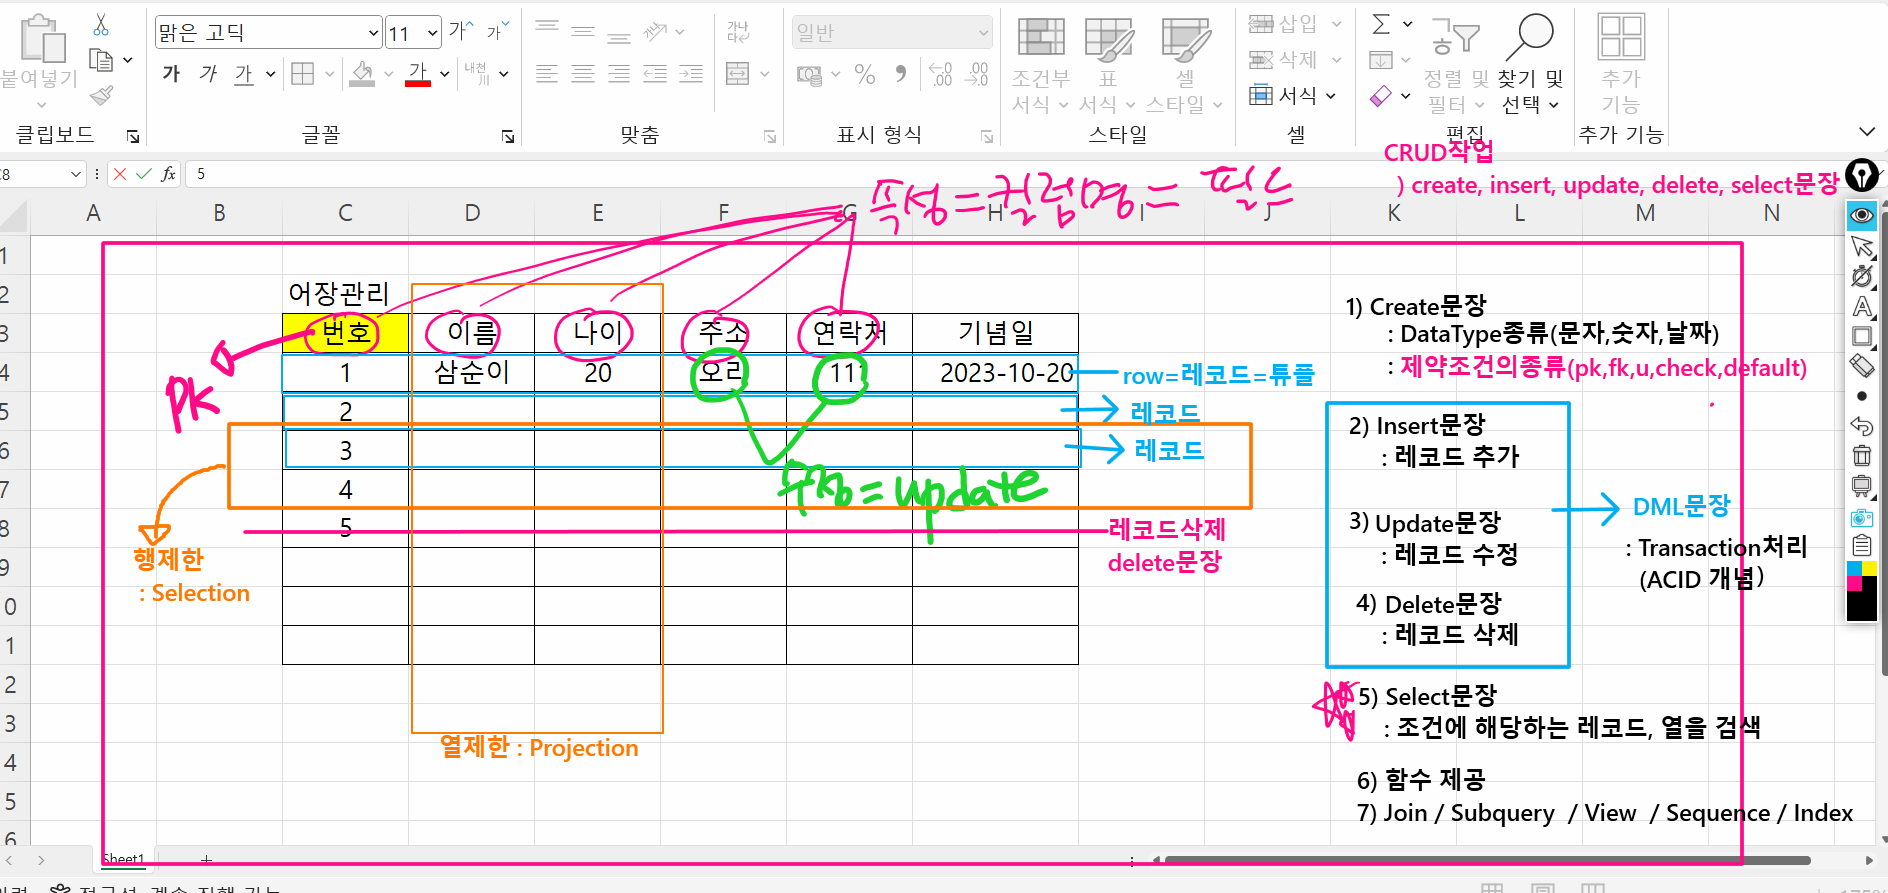 붙여넣기
클립보드
맑은 고딕
11
가 가
가 가 가
가
내천
글꼴
가나
맞춤
일반
%
표시 형식
조건부 서식
표 서식
셀 스타일
스타일
삽입
삭제
서식
셀
정렬 및 필터
찾기 및 선택
편집
추가 기능
추가 기능
CRUD작업
) create, insert, update, delete, select문장
fx
5
속성=컬럼명= 필드
A B C D E F G H I J K L M N
어장관리
번호 이름 나이 주소 연락처 기념일
1 삼순이 20 오리 111 2023-10-20
row=레코드=튜플
pk
2
레코드
3
레코드
4
수정=update
5
레코드삭제
delete문장
행제한
: Selection
열제한 : Projection
1) Create문장
: DataType종류(문자,숫자,날짜)
: 제약조건의종류(pk,fk,u,check,default)
2) Insert문장
: 레코드 추가
3) Update문장
: 레코드 수정
4) Delete문장
: 레코드 삭제
DML문장
: Transaction처리
(ACID 개념)
5) Select문장
: 조건에 해당하는 레코드, 열을 검색
6) 함수 제공
7) Join / Subquery / View / Sequence / Index
Sheet1